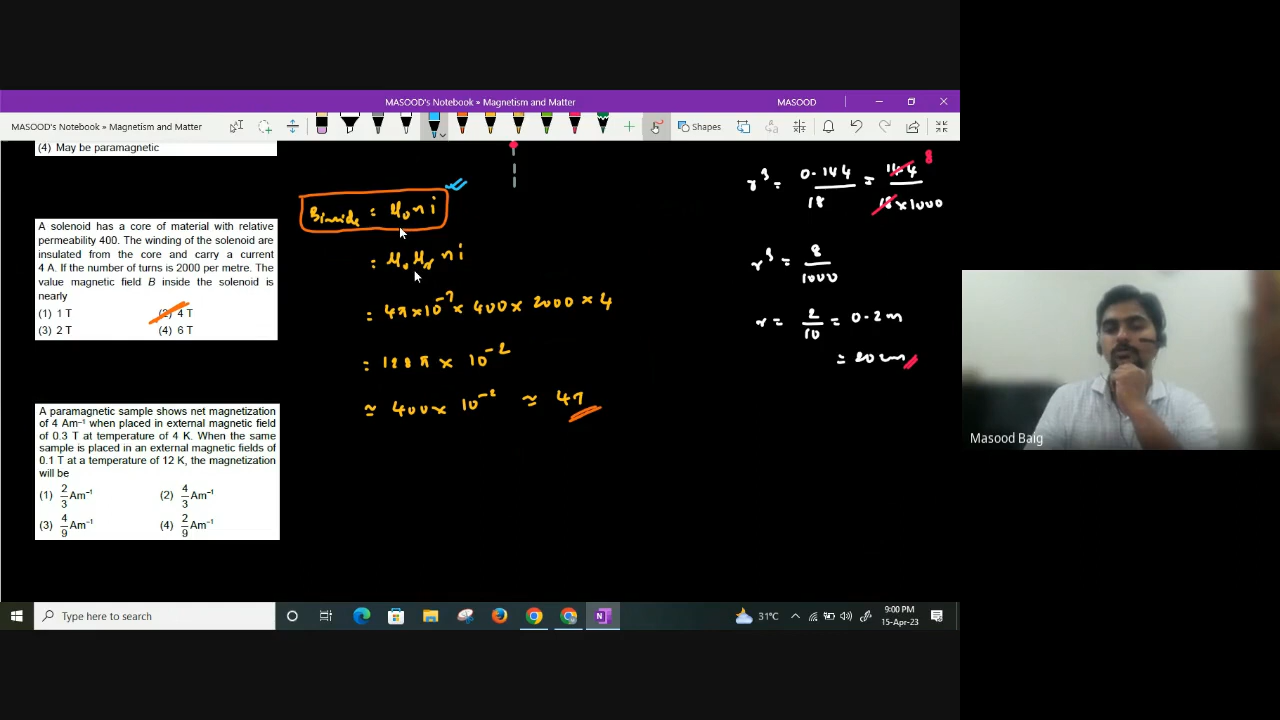 MASOOD's Notebook » Magnetism and Matter
MASOOD
MASOOD's Notebook » Magnetism and Matter
Shapes
(4) May be paramagnetic
A solenoid has a core of material with relative
permeability 400. The winding of the solenoid are
insulated from the core and carry a current
4 A. If the number of turns is 2000 per metre. The
value magnetic field B inside the solenoid is
nearly
(1) 1 T (2) 4 T
(3) 2 T (4) 6 T
A paramagnetic sample shows net magnetization
of 4 Am⁻¹ when placed in external magnetic field
of 0.3 T at temperature of 4 K. When the same
sample is placed in an external magnetic fields of
0.1 T at a temperature of 12 K, the magnetization
will be
(1) 2/3 Am⁻¹ (2) 4/3 Am⁻¹
(3) 4/9 Am⁻¹ (4) 2/9 Am⁻¹
B inside = μ₀ n i
= μ₀ μᵣ n i
= 4π × 10⁻⁷ × 400 × 2000 × 4
= 128 π × 10⁻²
≃ 400 × 10⁻² ≃ 4T
r³ = 0.144/18 = 144/18×1000 8
r³ = 8/1000
r = 2/10 = 0.2 m
= 20 cm
Masood Baig
Type here to search
31°C
9:00 PM
15-Apr-23